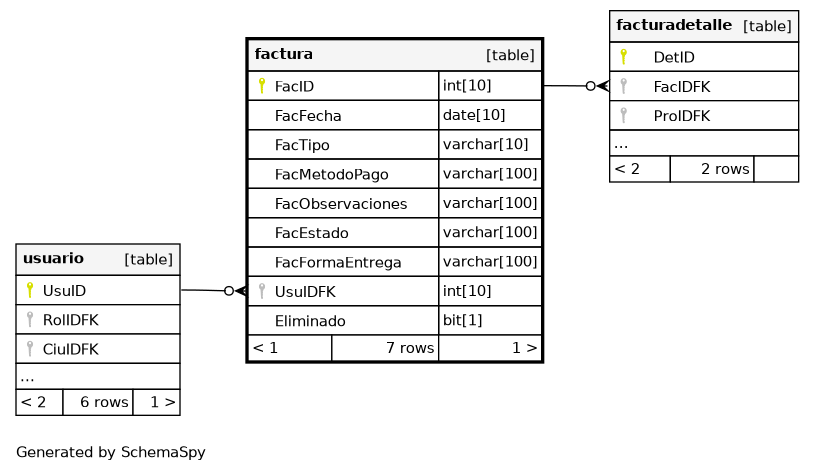 facturadetalle [table]
DetID
FacIDFK
ProIDFK
...
< 2 2 rows
factura [table]
FacID int[10]
FacFecha date[10]
FacTipo varchar[10]
FacMetodoPago varchar[100]
FacObservaciones varchar[100]
FacEstado varchar[100]
FacFormaEntrega varchar[100]
UsuIDFK int[10]
Eliminado bit[1]
< 1 7 rows 1 >
usuario [table]
UsuID
RolIDFK
CiuIDFK
...
< 2 6 rows 1 >
Generated by SchemaSpy